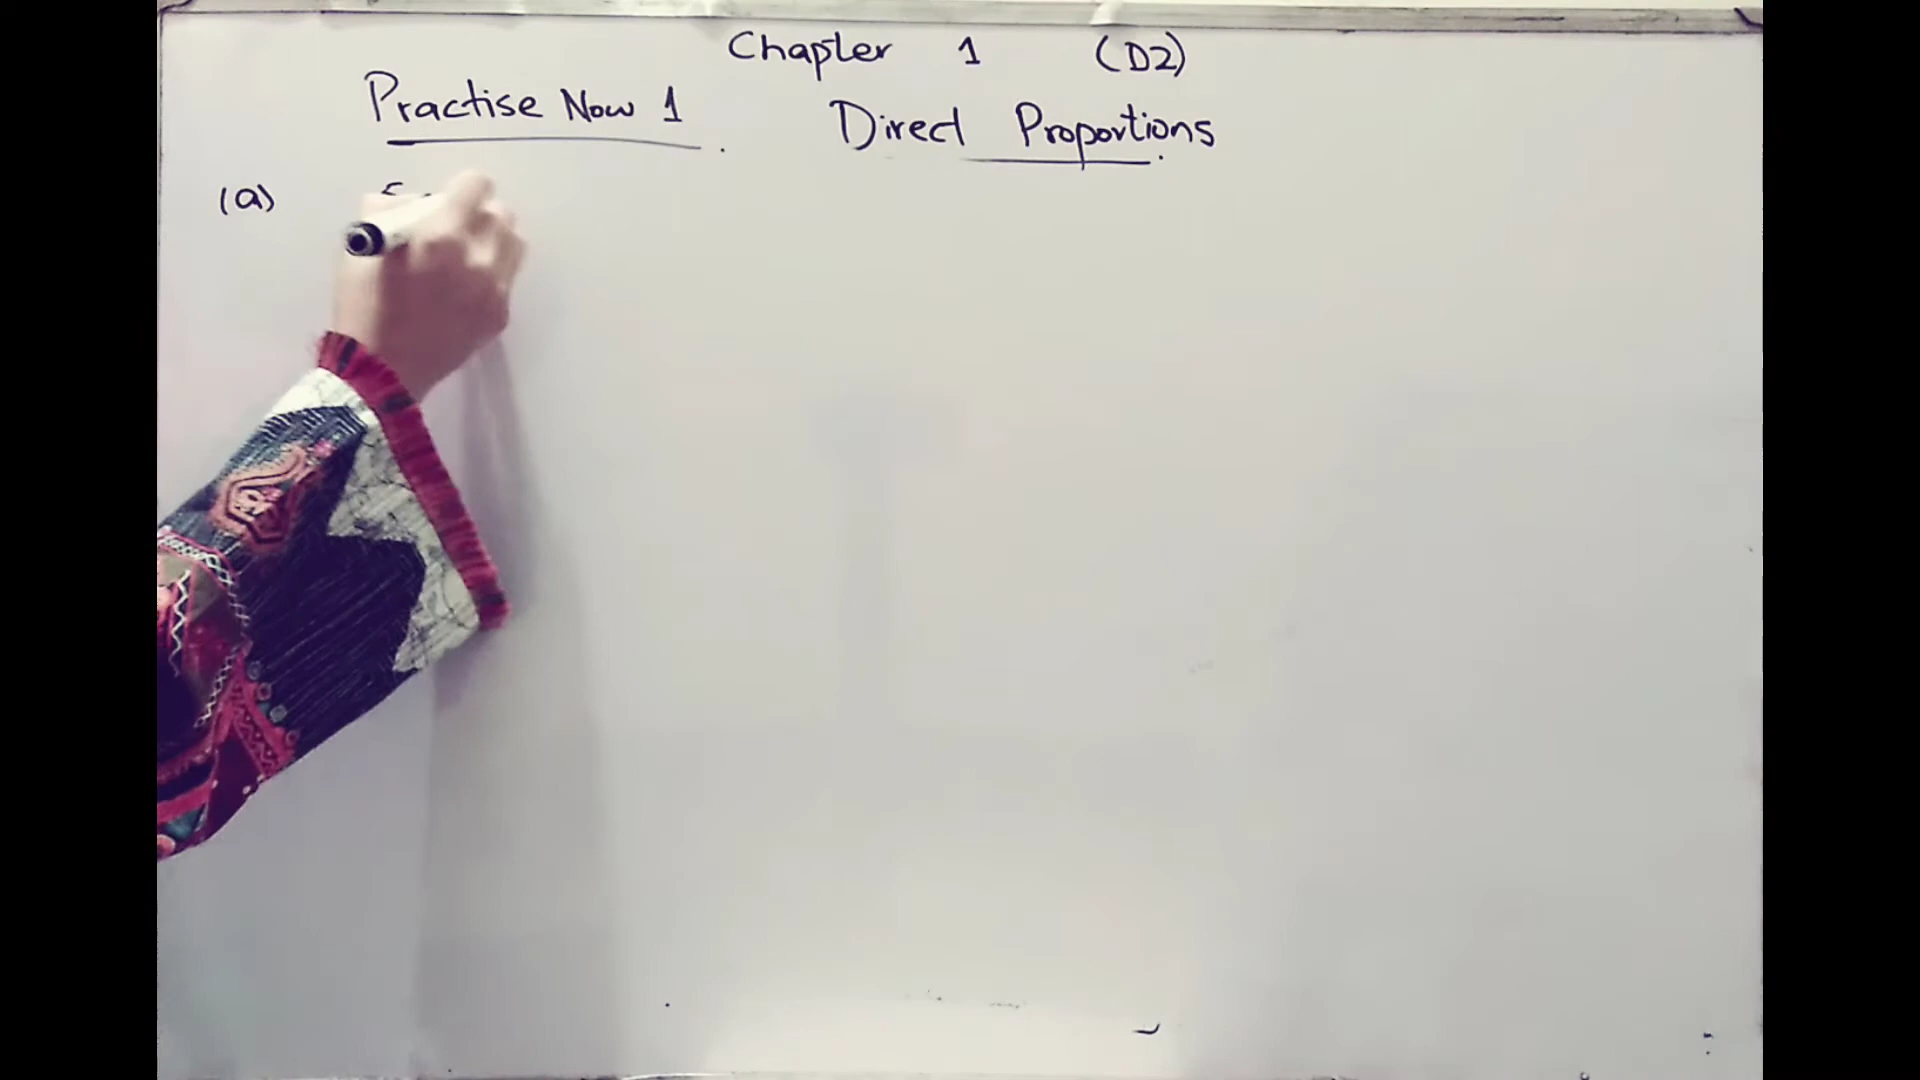 Chapter 1 (D2)
Practise Now 1
Direct Proportions
(a)